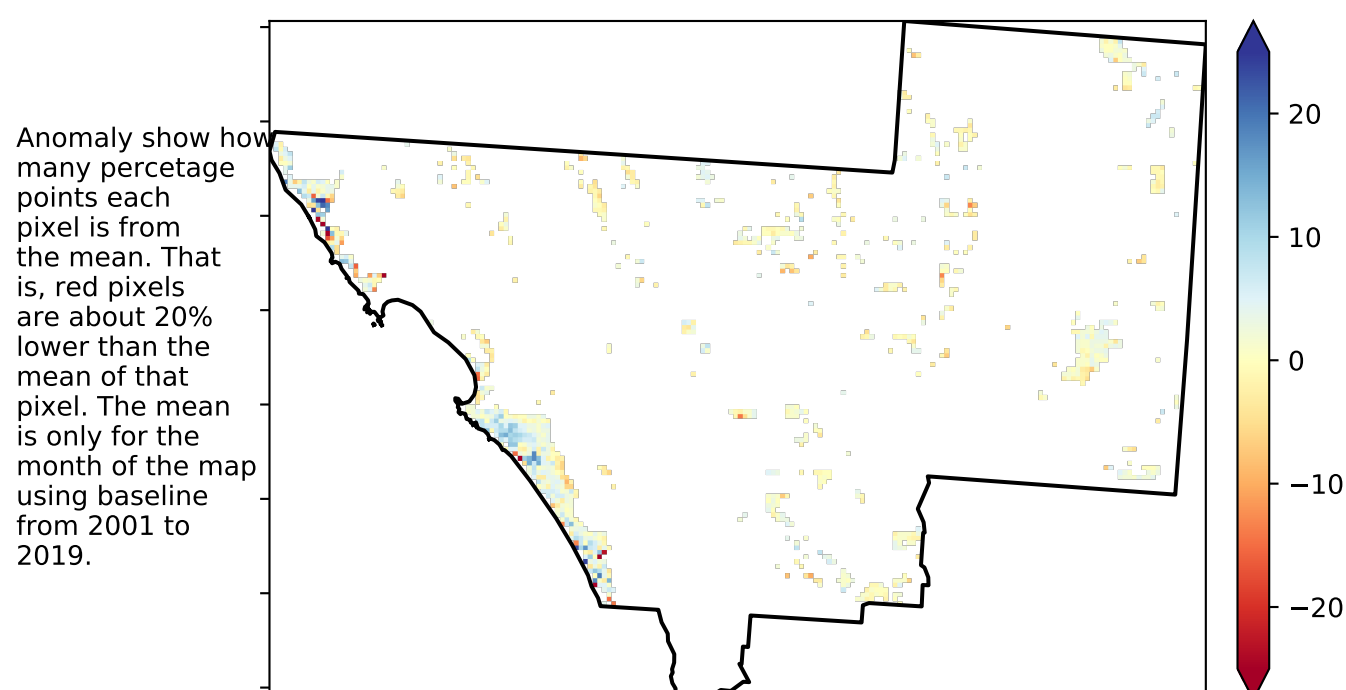 Anomaly show how
many percetage
points each
pixel is from
the mean. That
is, red pixels
are about 20%
lower than the
mean of that
pixel. The mean
is only for the
month of the map
using baseline
from 2001 to
2019.
20
10
0
−10
−20